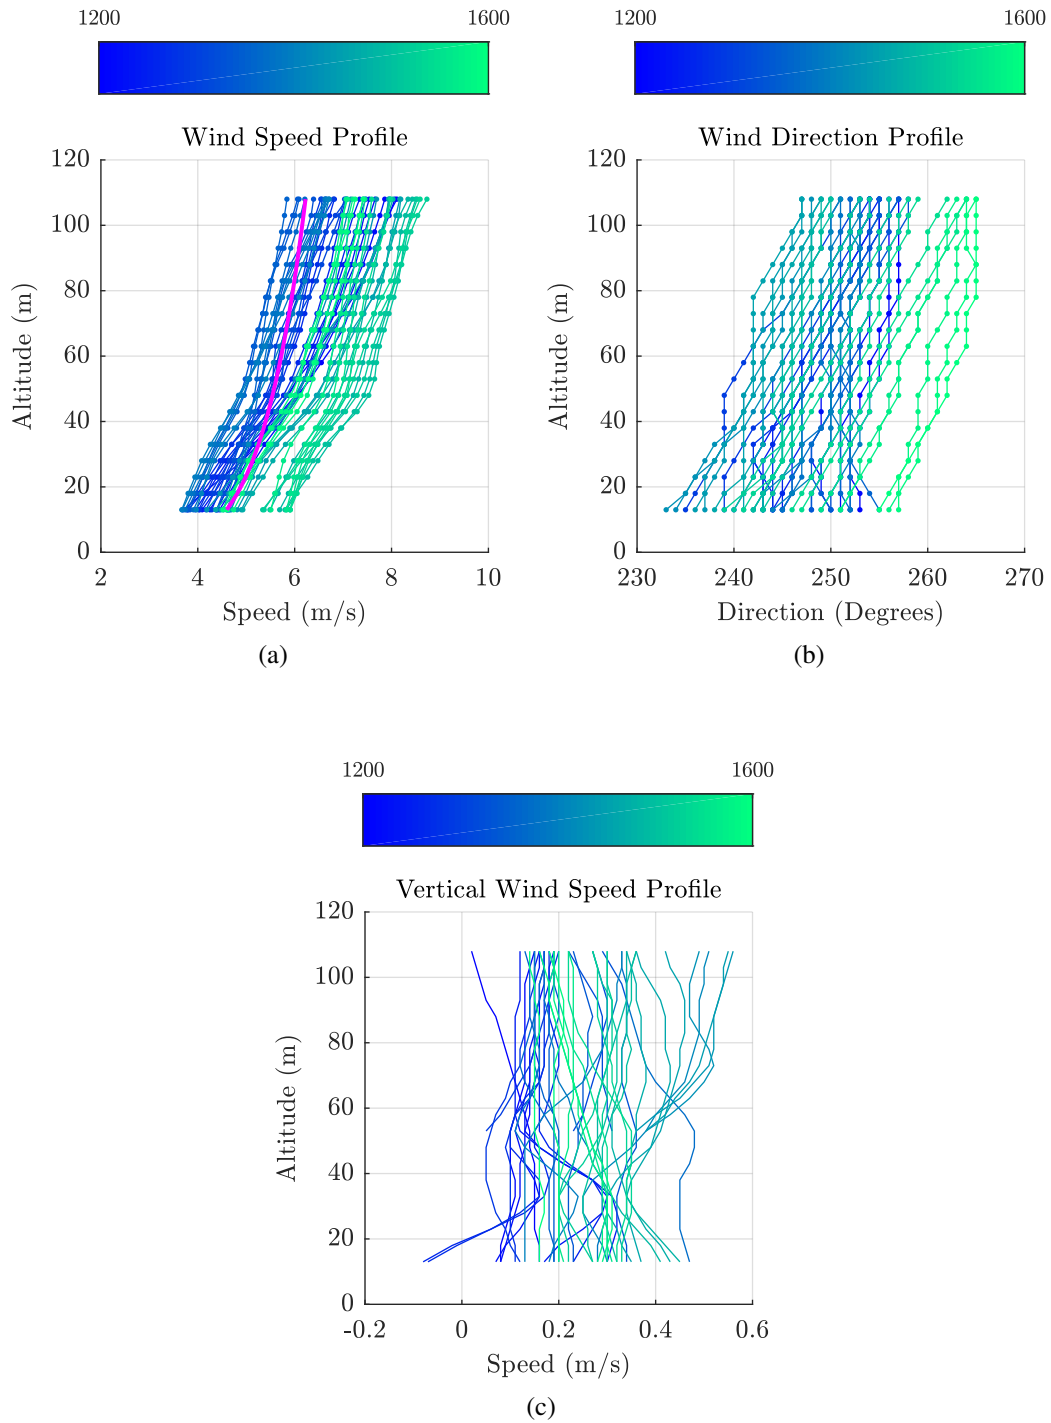 1200 1600
1200 1600
Wind Speed Profile
Wind Direction Profile
120
100
80
60
40
20
0
Altitude (m)
2 4 6 8 10
Speed (m/s)
(a)
120
100
80
60
40
20
0
Altitude (m)
230 240 250 260 270
Direction (Degrees)
(b)
1200 1600
Vertical Wind Speed Profile
120
100
80
60
40
20
0
Altitude (m)
-0.2 0 0.2 0.4 0.6
Speed (m/s)
(c)